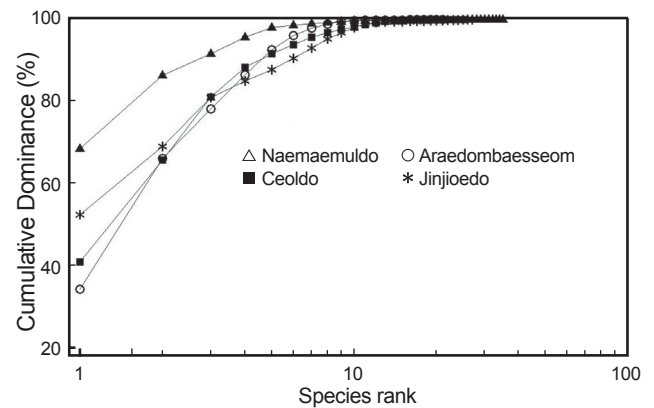 100
80
60
40
20
Cumulative Dominance (%)
Naemaemuldo
Araedombaesseom
Ceoldo
Jinjioedo
1
10
100
Species rank